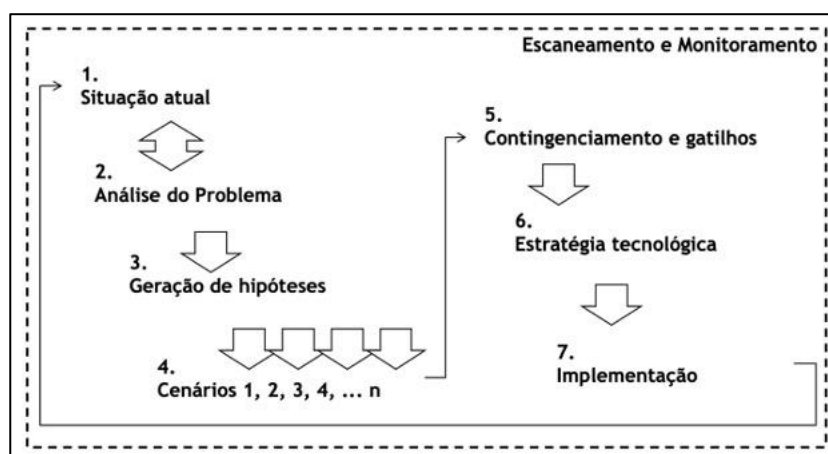 Escaneamento e Monitoramento
1.
Situação atual
2.
Análise do Problema
3.
Geração de hipóteses
4.
Cenários 1, 2, 3, 4, ... n
5.
Contingenciamento e gatilhos
6.
Estratégia tecnológica
7.
Implementação